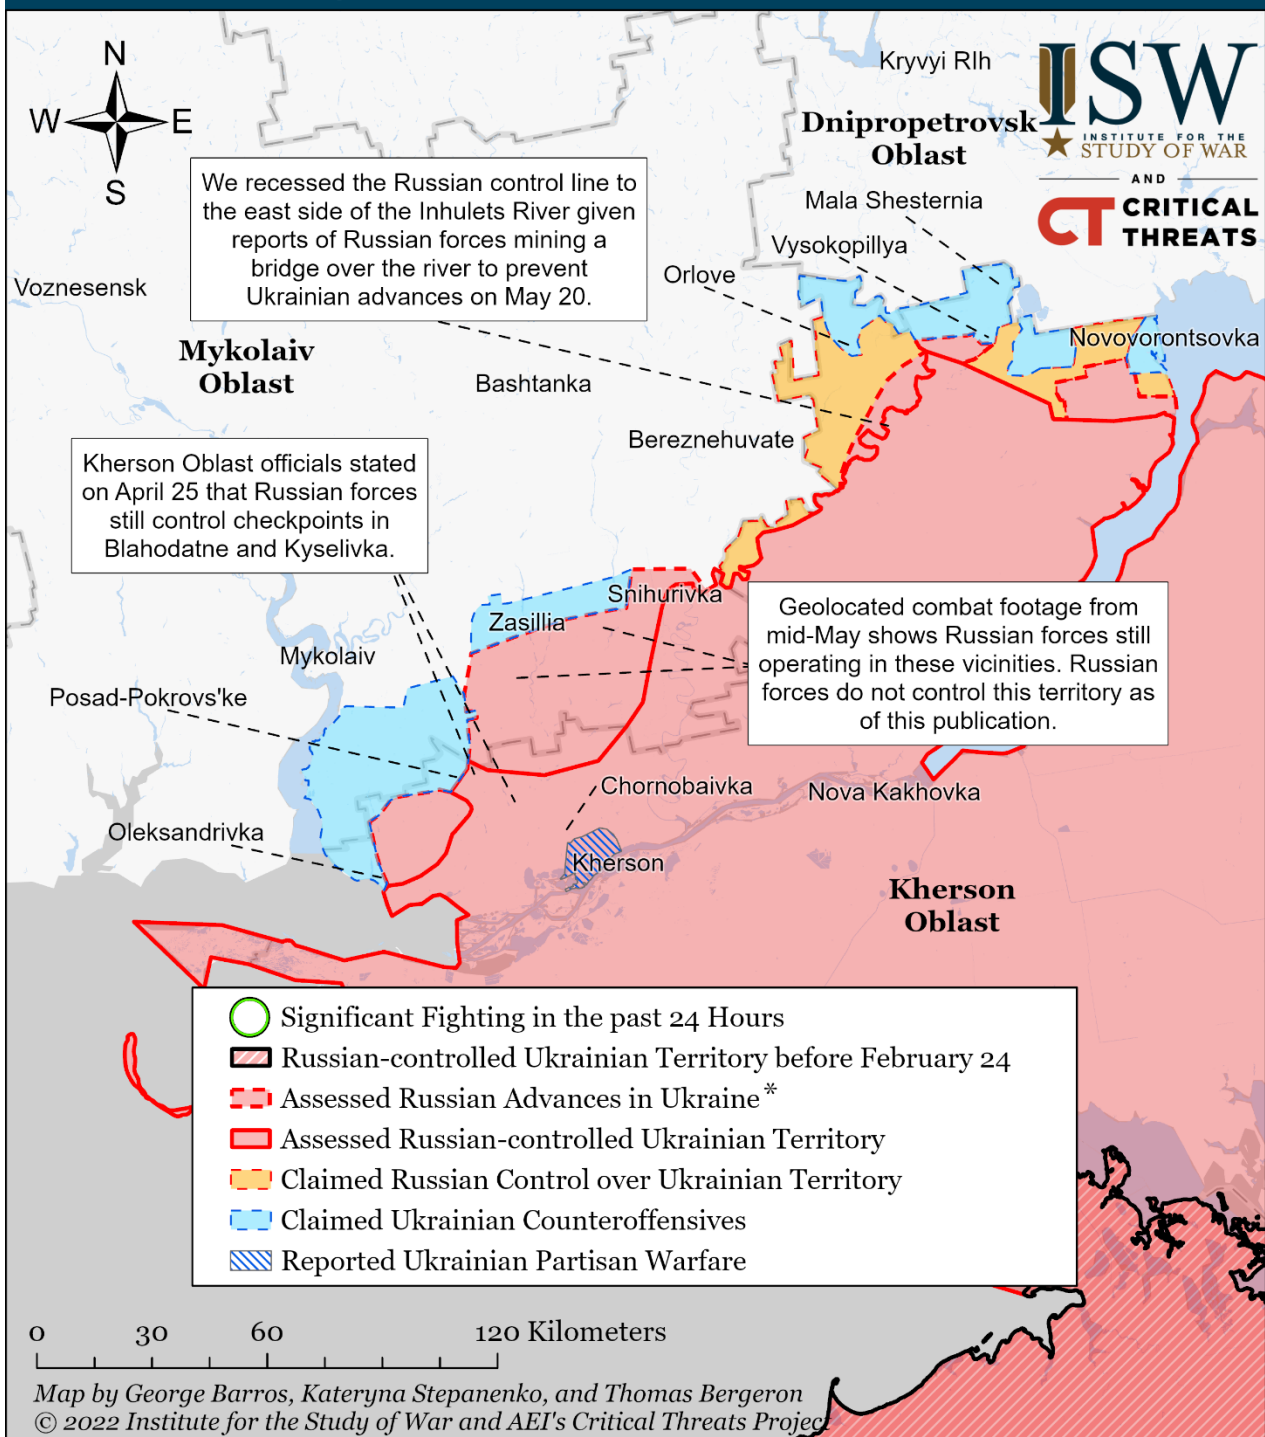 N
W
E
S
Kryvyi RIh
Dnipropetrovsk
Oblast
ISW
INSTITUTE FOR THE
STUDY OF WAR
AND
CT CRITICAL
THREATS
We recessed the Russian control line to
the east side of the Inhulets River given
reports of Russian forces mining a
bridge over the river to prevent
Ukrainian advances on May 20.
Mala Shesternia
Vysokopillya
Orlove
Voznesensk
Novovorontsovka
Mykolaiv
Oblast
Bashtanka
Bereznehuvate
Kherson Oblast officials stated
on April 25 that Russian forces
still control checkpoints in
Blahodatne and Kyselivka.
Snihurivka
Zasillia
Geolocated combat footage from
mid-May shows Russian forces still
operating in these vicinities. Russian
forces do not control this territory as
of this publication.
Mykolaiv
Posad-Pokrovs'ke
Chornobaivka
Nova Kakhovka
Oleksandrivka
Kherson
Kherson
Oblast
Significant Fighting in the past 24 Hours
Russian-controlled Ukrainian Territory before February 24
Assessed Russian Advances in Ukraine*
Assessed Russian-controlled Ukrainian Territory
Claimed Russian Control over Ukrainian Territory
Claimed Ukrainian Counteroffensives
Reported Ukrainian Partisan Warfare
0 30 60 120 Kilometers
Map by George Barros, Kateryna Stepanenko, and Thomas Bergeron
© 2022 Institute for the Study of War and AEI's Critical Threats Project